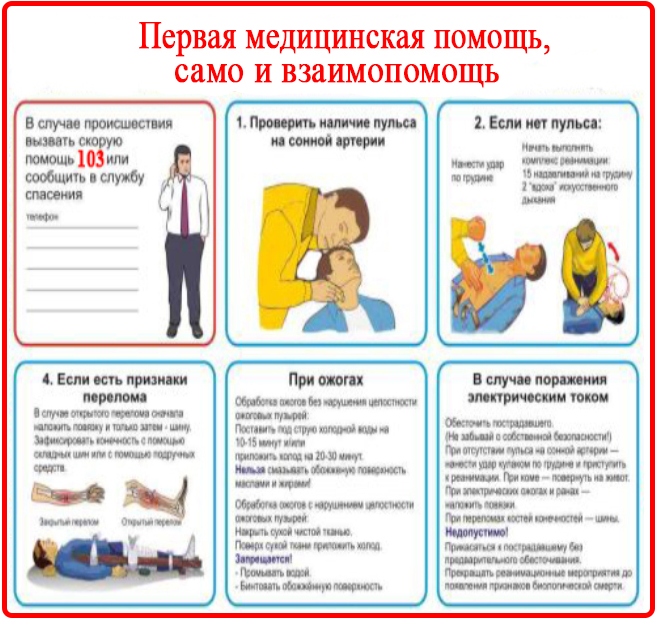 Первая медицинская помощь,
само и взаимопомощь
В случае происшествия
вызвать скорую
помощь 103 или
сообщить в службу
спасения
телефон
1. Проверить наличие пульса
на сонной артерии
2. Если нет пульса:
Нанести удар
по грудине
Начать выполнять
комплекс реанимации:
15 надавливаний на грудину
2 "вдоха" искусственного
дыхания
4. Если есть признаки
перелома
В случае открытого перелома сначала
наложить повязку и только затем - шину.
Зафиксировать конечность с помощью
складных шин или с помощью подручных
средств.
Закрытый перелом
Открытый перелом
При ожогах
Обработка ожогов без нарушения целостности
ожоговых пузырей:
Поставить под струю холодной воды на
10-15 минут и/или
приложить холод на 20-30 минут.
Нельзя смазывать обожженую поверхность
маслами и жирами!
Обработка ожогов с нарушением целостности
ожоговых пузырей:
Накрыть сухой чистой тканью.
Поверх сухой ткани приложить холод.
Запрещается!
- Промывать водой.
- Бинтовать обожжённую поверхность
В случае поражения
электрическим током
Обесточить пострадавшего.
(Не забывай о собственной безопасности!)
При отсутствии пульса на сонной артерии —
нанести удар кулаком по грудине и приступить
к реанимации. При коме — повернуть на живот.
При электрических ожогах и ранах —
наложить повязки.
При переломах костей конечностей — шины.
Недопустимо!
Прикасаться к пострадавшему без
предварительного обесточивания.
Прекращать реанимационные мероприятия до
появления признаков биологической смерти.